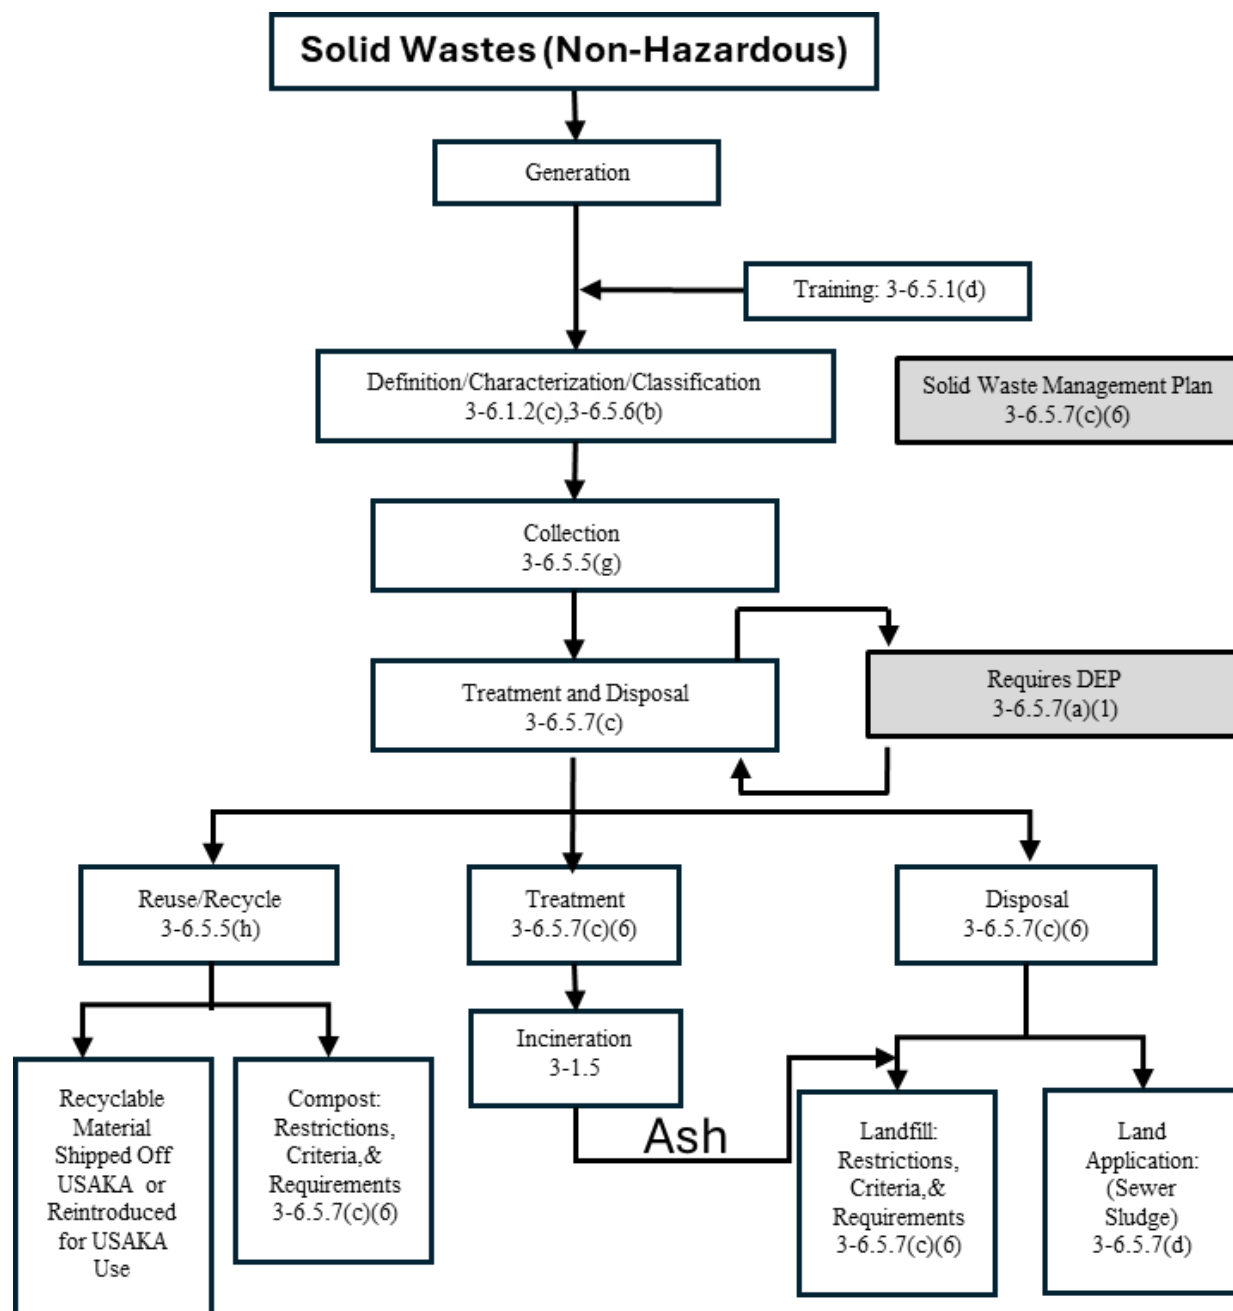 Solid Wastes (Non-Hazardous)
Generation
Training: 3-6.5.1(d)
Definition/Characterization/Classification
3-6.1.2(c),3-6.5.6(b)
Solid Waste Management Plan
3-6.5.7(c)(6)
Collection
3-6.5.5(g)
Treatment and Disposal
3-6.5.7(c)
Requires DEP
3-6.5.7(a)(1)
Reuse/Recycle
3-6.5.5(h)
Treatment
3-6.5.7(c)(6)
Disposal
3-6.5.7(c)(6)
Incineration
3-1.5
Ash
Recyclable
Material
Shipped Off
USAKA or
Reintroduced
for USAKA
Use
Compost:
Restrictions,
Criteria,&
Requirements
3-6.5.7(c)(6)
Landfill:
Restrictions,
Criteria,&
Requirements
3-6.5.7(c)(6)
Land
Application:
(Sewer
Sludge)
3-6.5.7(d)